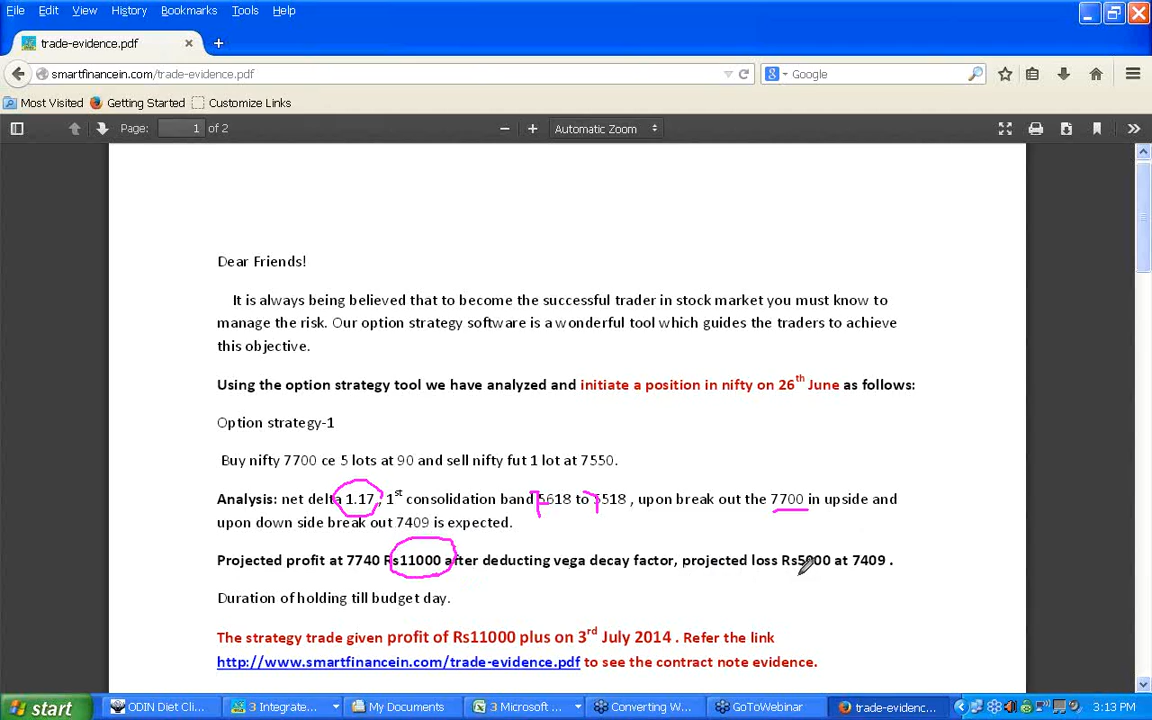 File Edit View History Bookmarks Tools Help
trade-evidence.pdf
smartfinancein.com/trade-evidence.pdf Google
Most Visited Getting Started Customize Links
Page: 1 of 2 Automatic Zoom
Dear Friends!
It is always being believed that to become the successful trader in stock market you must know to
manage the risk. Our option strategy software is a wonderful tool which guides the traders to achieve
this objective.
Using the option strategy tool we have analyzed and initiate a position in nifty on 26th June as follows:
Option strategy-1
Buy nifty 7700 ce 5 lots at 90 and sell nifty fut 1 lot at 7550.
Analysis: net delta 1.17 , 1st consolidation band 5618 to 5518 , upon break out the 7700 in upside and
upon down side break out 7409 is expected.
Projected profit at 7740 Rs11000 after deducting vega decay factor, projected loss Rs5000 at 7409 .
Duration of holding till budget day.
The strategy trade given profit of Rs11000 plus on 3rd July 2014 . Refer the link
http://www.smartfinancein.com/trade-evidence.pdf to see the contract note evidence.
start ODIN Diet Cli... 3 Integrate... My Documents 3 Microsoft ... Converting W... GoToWebinar trade-evidenc... 3:13 PM